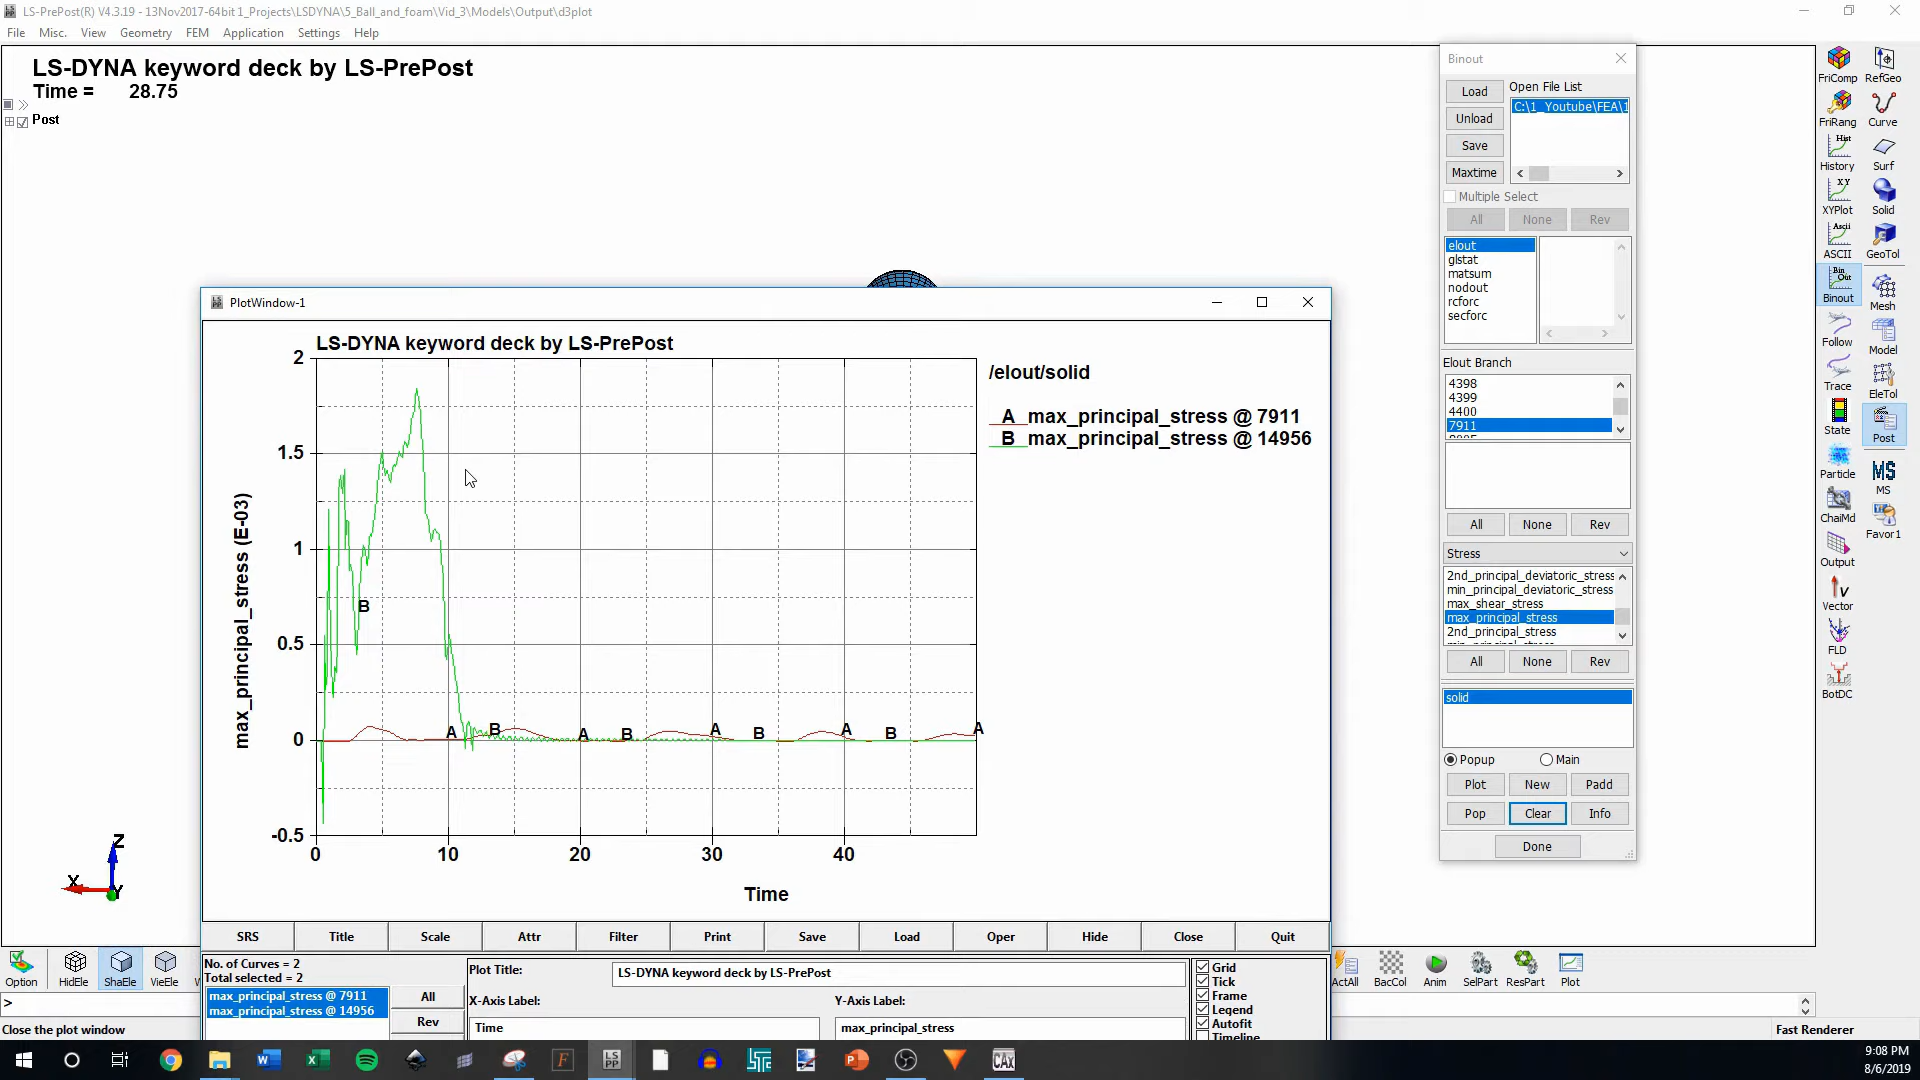 LS-PrePost(R) V4.3.19 - 13Nov2017-64bit 1_Projects\LSDYNA\5_Ball_and_foam\Vid_3\Models\Output\d3plot
File Misc. View Geometry FEM Application Settings Help
LS-DYNA keyword deck by LS-PrePost
Time = 28.75
Post
PlotWindow-1
LS-DYNA keyword deck by LS-PrePost
max_principal_stress (E-03)
2
1.5
1
0.5
0
-0.5
0 10 20 30 40
Time
B
A B A B A B A B A
/elout/solid
A max_principal_stress @ 7911
B max_principal_stress @ 14956
SRS Title Scale Attr Filter Print Save Load Oper Hide Close Quit
No. of Curves = 2
Total selected = 2
max_principal_stress @ 7911
max_principal_stress @ 14956
All
Rev
Plot Title:
LS-DYNA keyword deck by LS-PrePost
X-Axis Label:
Time
Y-Axis Label:
max_principal_stress
Grid
Tick
Frame
Legend
Autofit
Timeline
Z
X
Y
Binout
Load
Unload
Save
Maxtime
Open File List
C:\1_Youtube\FEA\1
Multiple Select
All None Rev
elout
glstat
matsum
nodout
rcforc
secforc
Elout Branch
4398
4399
4400
7911
All None Rev
Stress
2nd_principal_deviatoric_stress
min_principal_deviatoric_stress
max_shear_stress
max_principal_stress
2nd_principal_stress
All None Rev
solid
Popup Main
Plot New Padd
Pop Clear Info
Done
FriComp RefGeo
FriRang Curve
Hist
History Surf
X Y
XYPlot Solid
Ascii
ASCII GeoTol
Bin Out
Binout Mesh
Follow Model
Trace EleTol
State Post
Particle MS
MS
ChaiMd Favor1
Output
Vector
FLD
BotDC
Option HidEle ShaEle VieEle
ActAll BacCol Anim SelPart ResPart Plot
>
Close the plot window
Fast Renderer
LS
PP
CAx
9:08 PM
8/6/2019